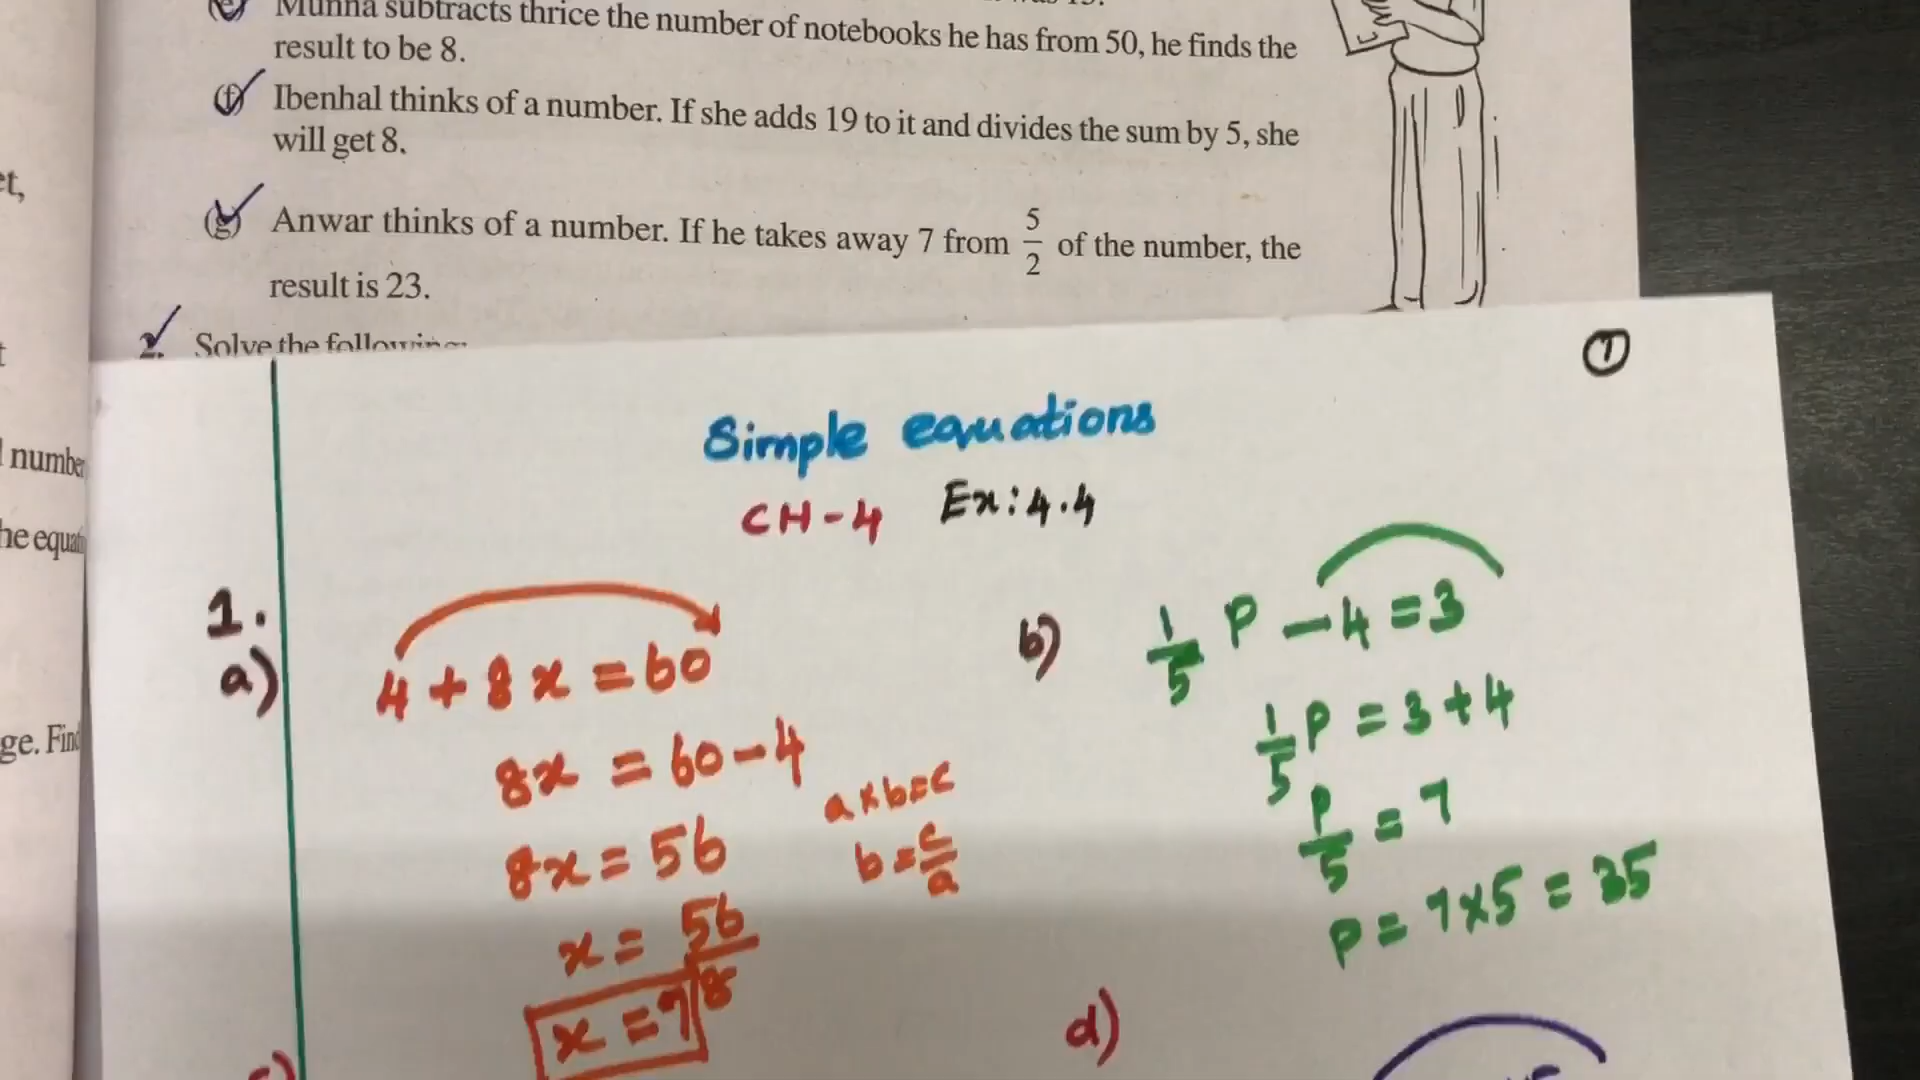 (e) Munna subtracts thrice the number of notebooks he has from 50, he finds the
result to be 8.
(f) Ibenhal thinks of a number. If she adds 19 to it and divides the sum by 5, she
will get 8.
(g) Anwar thinks of a number. If he takes away 7 from 5/2 of the number, the
result is 23.
2. Solve the following:
number
ge. Find
①
Simple equations
CH-4 Ex: 4.4
1.
a) 4 + 8x = 60
8x = 60 - 4
8x = 56
x = 56/8
x = 7
a x b = c
b = c/a
b) 1/5 P - 4 = 3
1/5 P = 3 + 4
P/5 = 7
P = 7 x 5 = 35
c)
d)